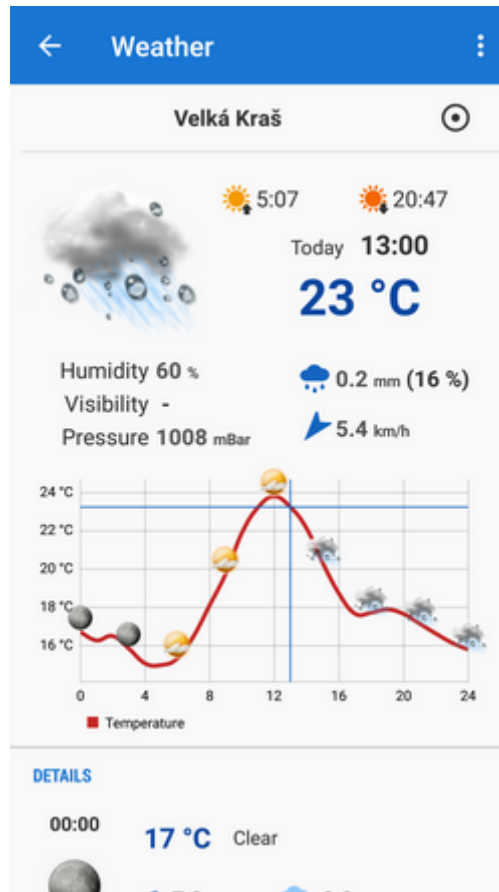 Weather
Velká Kraš
5:07 20:47
Today 13:00
23 °C
Humidity 60 %
Visibility -
Pressure 1008 mBar
0.2 mm (16 %)
5.4 km/h
24 °C
22 °C
20 °C
18 °C
16 °C
0 4 8 12 16 20 24
Temperature
DETAILS
00:00
17 °C Clear